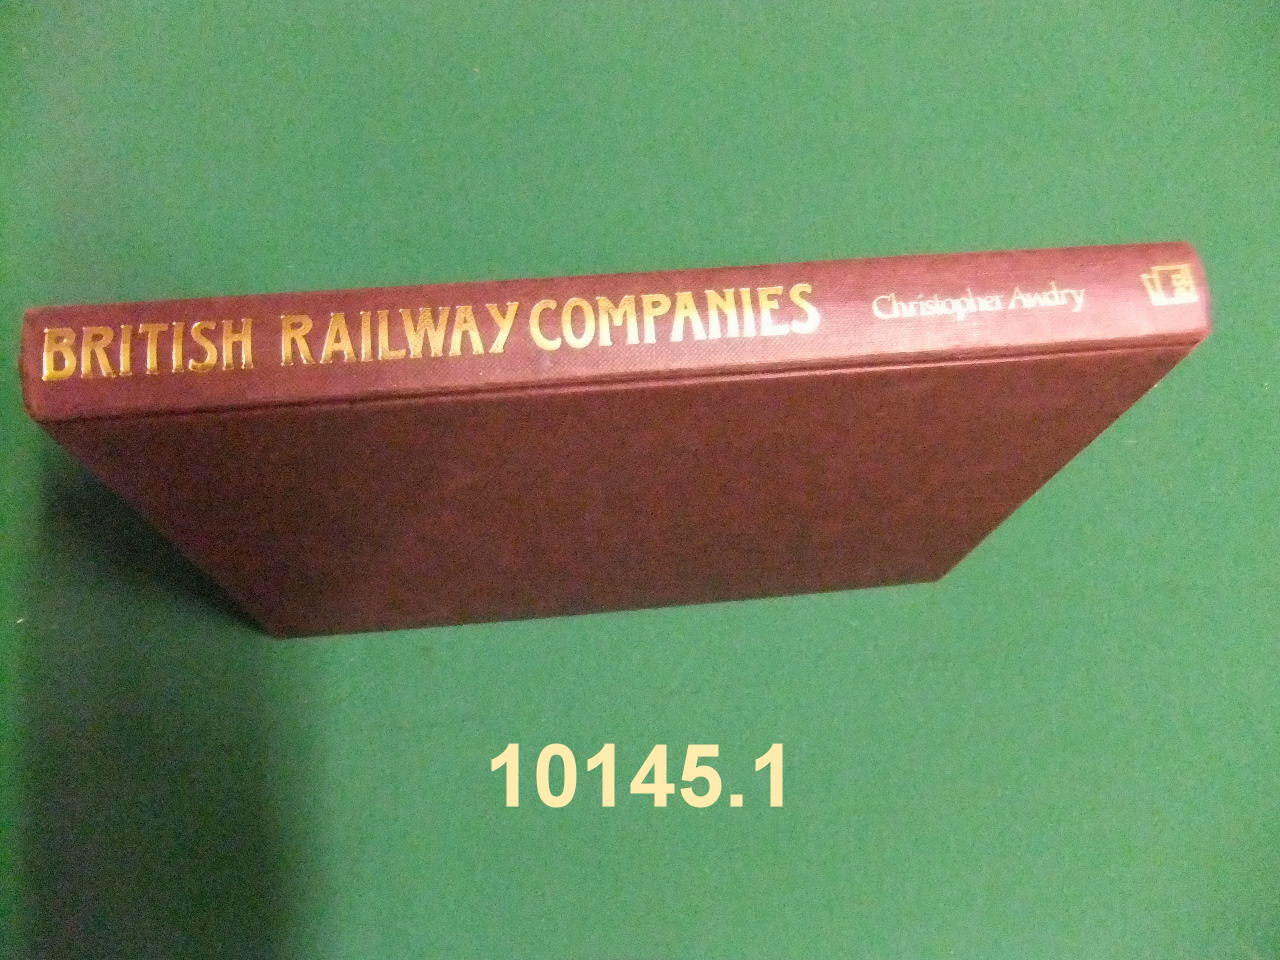 BRITISH RAILWAY COMPANIES Christopher Awdry
10145.1